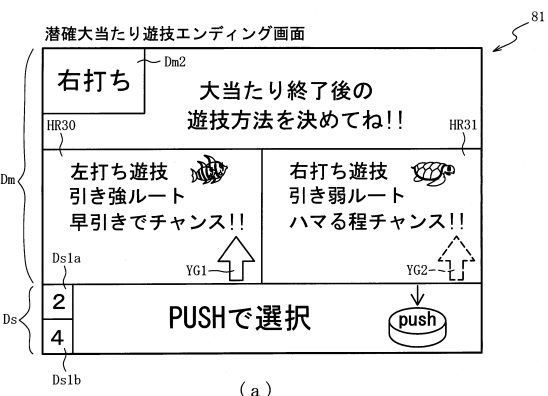 81
潜確大当たり遊技エンディング画面
右打ち
Dm2
大当たり終了後の
遊技方法を決めてね!!
HR30
HR31
Dm
左打ち遊技
引き強ルート
早引きでチャンス!!
右打ち遊技
引き弱ルート
ハマる程チャンス!!
YG1
YG2
Ds1a
Ds
2
4
PUSHで選択
push
Ds1b
(a)